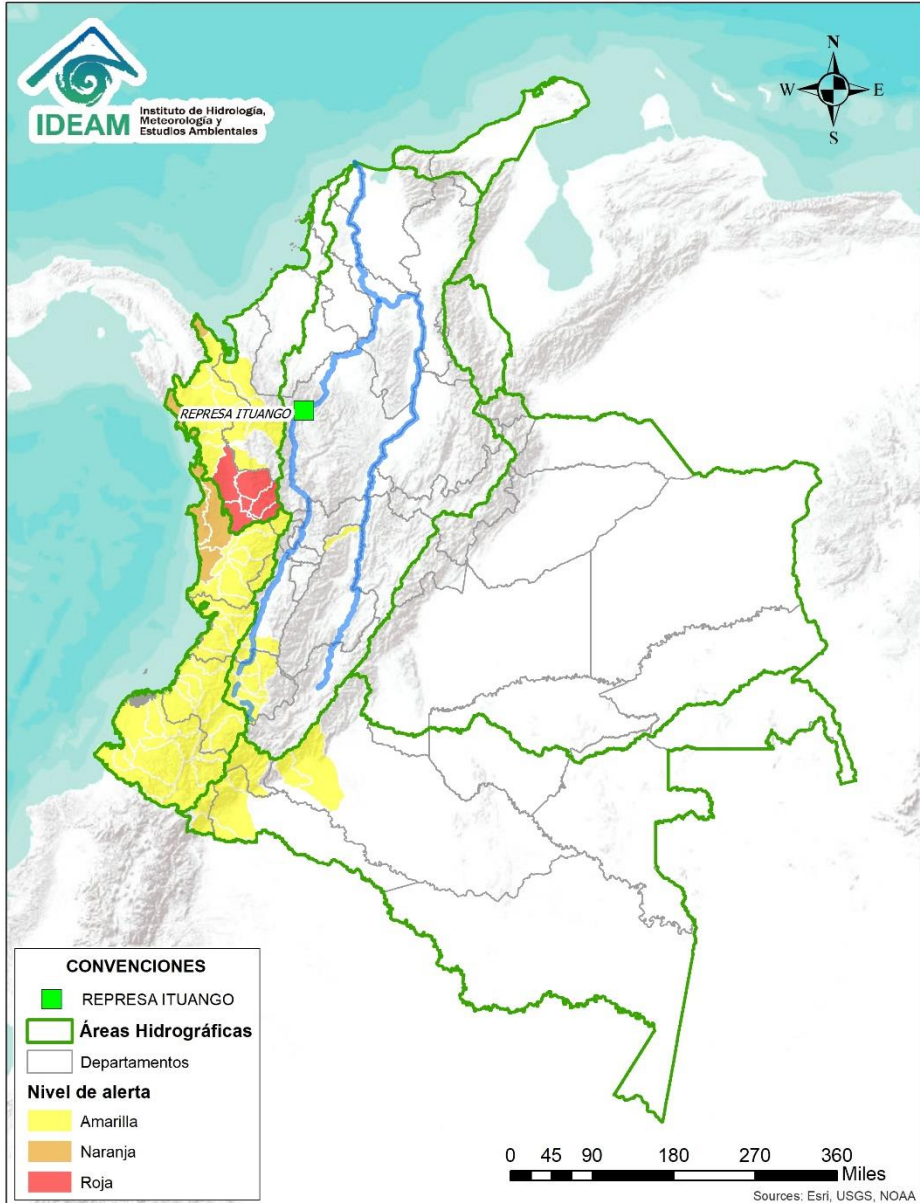 IDEAM
Instituto de Hidrología,
Meteorología y
Estudios Ambientales
N
W
E
S
REPRESA ITUANGO
CONVENCIONES
REPRESA ITUANGO
Áreas Hidrográficas
Departamentos
Nivel de alerta
Amarilla
Naranja
Roja
0 45 90 180 270 360
Miles
Sources: Esri, USGS, NOAA